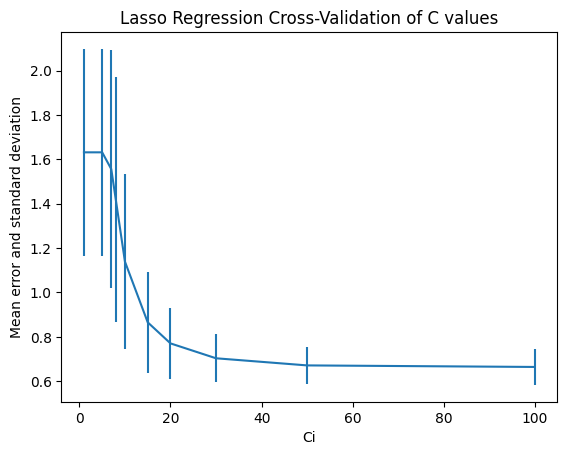 Lasso Regression Cross-Validation of C values
Mean error and standard deviation
2.0
1.8
1.6
1.4
1.2
1.0
0.8
0.6
0 20 40 60 80 100
Ci